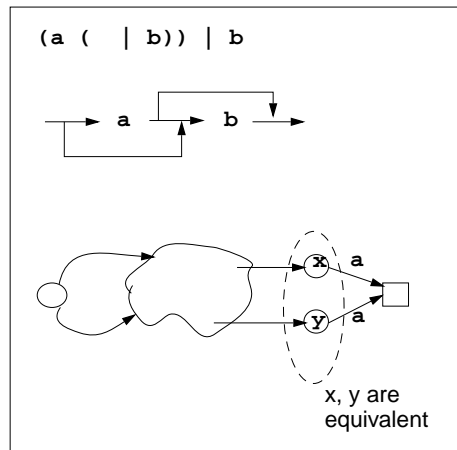 (a (  | b)) | b
a b
x a
y a
x, y are
equivalent